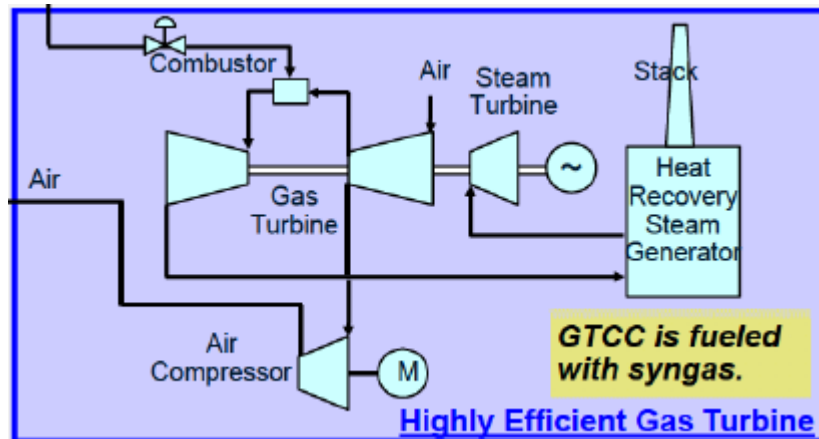 Combustor
Air
Steam
Turbine
Stack
Air
Gas
Turbine
Heat
Recovery
Steam
Generator
~
Air
Compressor
M
GTCC is fueled
with syngas.
Highly Efficient Gas Turbine